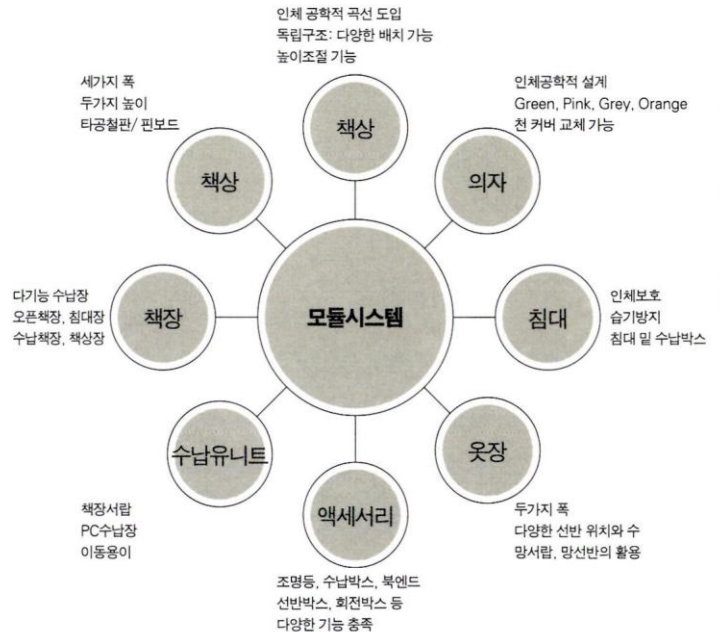 인체 공학적 곡선 도입
독립구조: 다양한 배치 가능
높이조절 기능
책상
인체공학적 설계
Green, Pink, Grey, Orange
천 커버 교체 가능
의자
인체보호
습기방지
침대 밑 수납박스
침대
두가지 폭
다양한 선반 위치와 수
망서랍, 망선반의 활용
옷장
액세서리
조명등, 수납박스, 북엔드
선반박스, 회전박스 등
다양한 기능 충족
수납유니트
책장서랍
PC수납장
이동용이
다기능 수납장
오픈책장, 침대장
수납책장, 책상장
책장
세가지 폭
두가지 높이
타공철판/ 핀보드
책상
모듈시스템